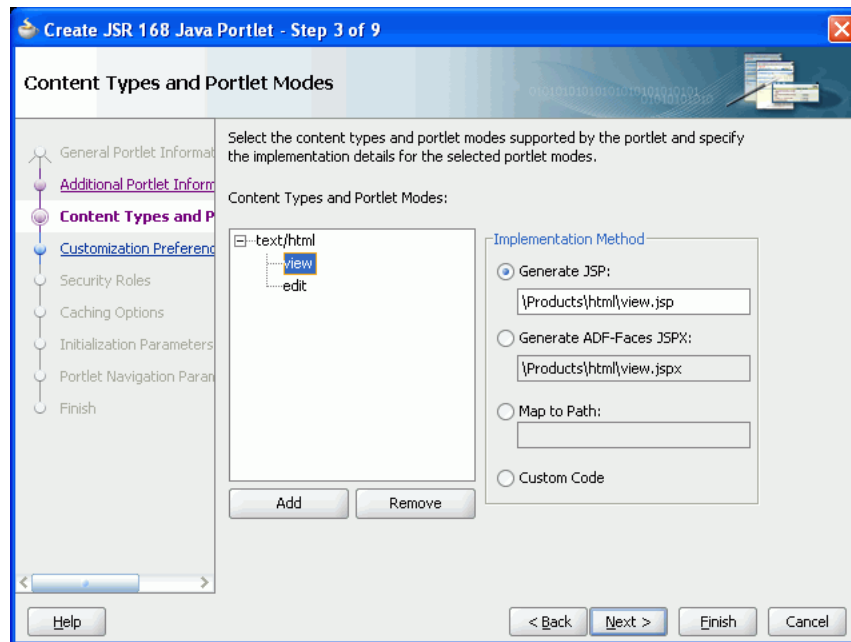 Create JSR 168 Java Portlet - Step 3 of 9
Content Types and Portlet Modes
Select the content types and portlet modes supported by the portlet and specify
the implementation details for the selected portlet modes.
General Portlet Informat
Additional Portlet Inform
Content Types and P
Customization Preferenc
Security Roles
Caching Options
Initialization Parameters
Portlet Navigation Paran
Finish
Content Types and Portlet Modes:
text/html
view
edit
Add
Remove
Implementation Method
Generate JSP:
\Products\html\view.jsp
Generate ADF-Faces JSPX:
\Products\html\view.jspx
Map to Path:
Custom Code
Help
< Back
Next >
Finish
Cancel